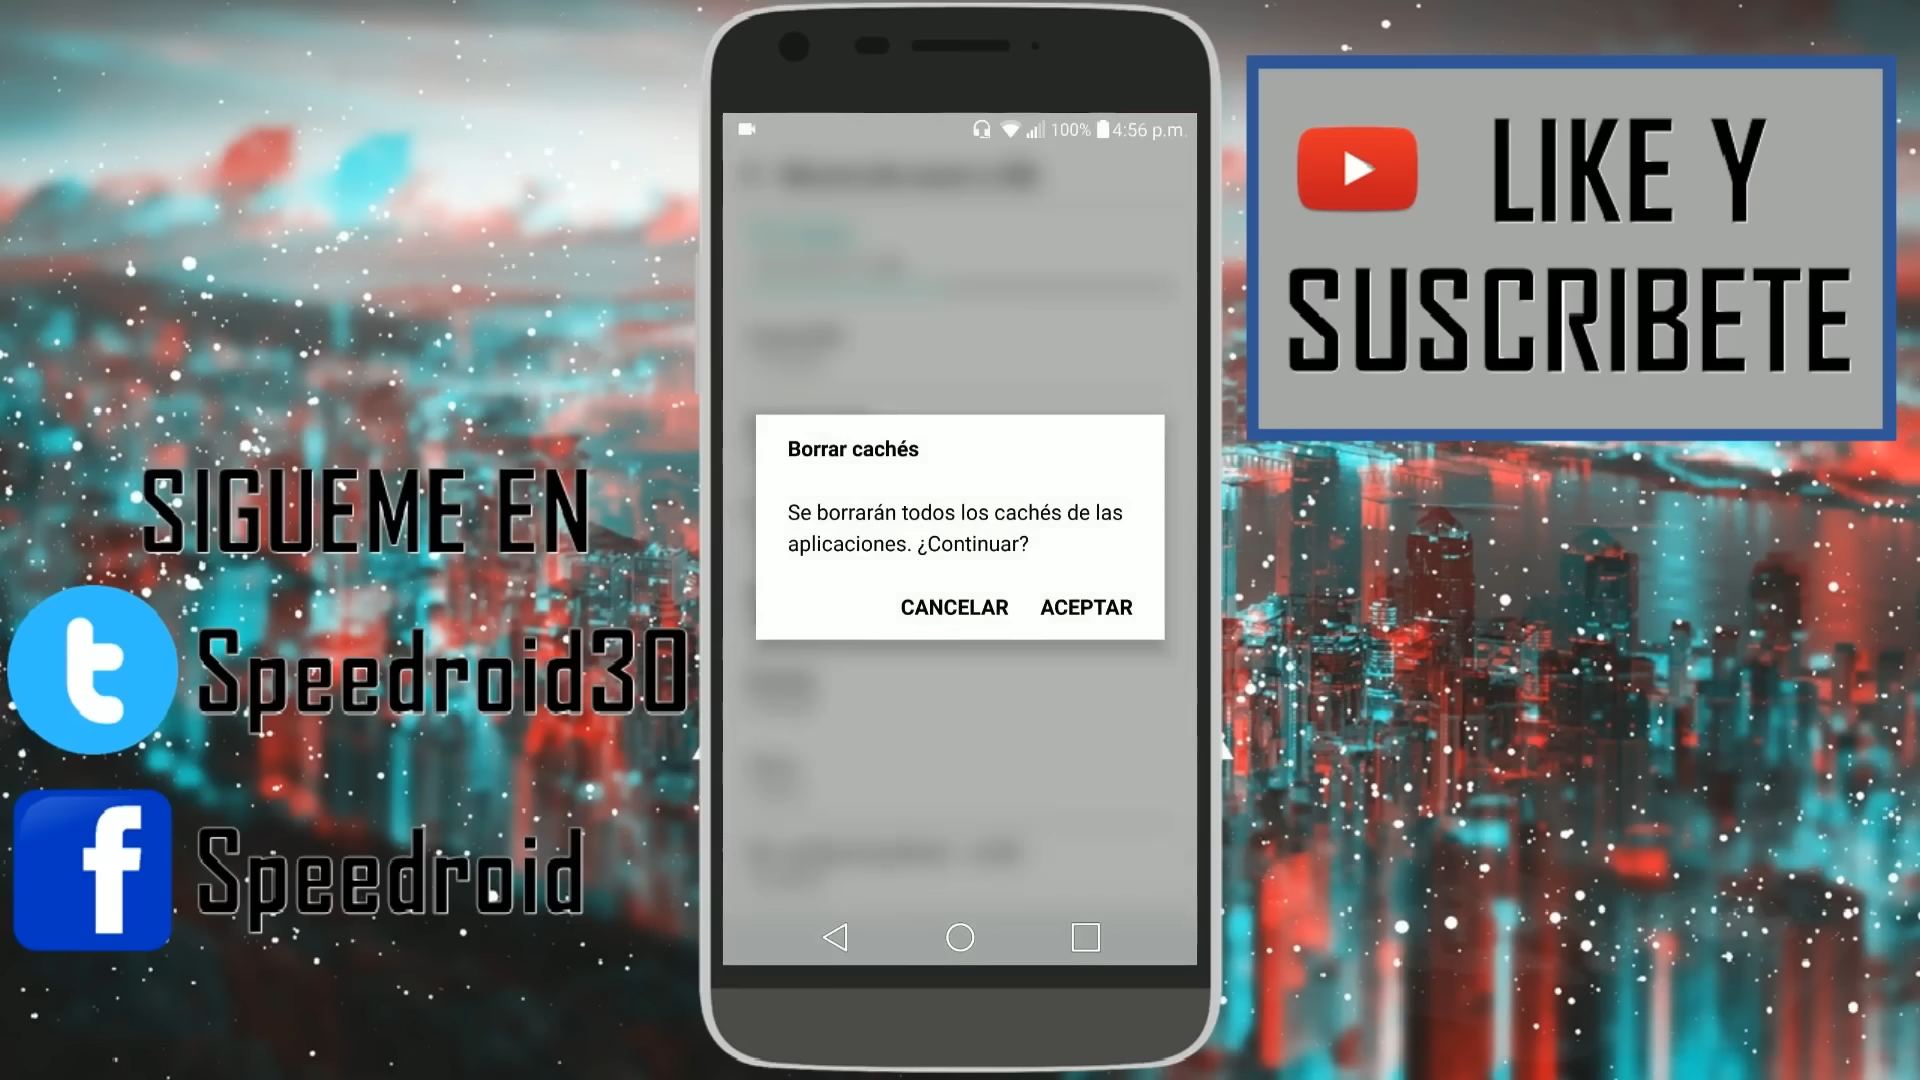 SIGUEME EN
Speedroid30
Speedroid
100% 4:56 p.m.
Borrar cachés
Se borrarán todos los cachés de las
aplicaciones. ¿Continuar?
CANCELAR ACEPTAR
LIKE Y
SUSCRIBETE